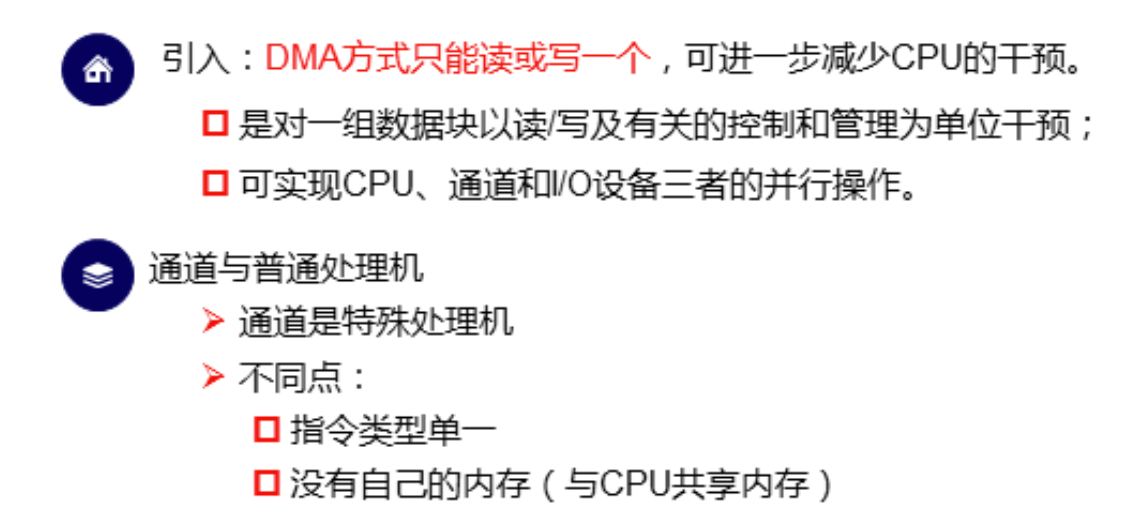 引入：DMA方式只能读或写一个，可进一步减少CPU的干预。
是对一组数据块以读/写及有关的控制和管理为单位干预；
可实现CPU、通道和I/O设备三者的并行操作。
通道与普通处理机
通道是特殊处理机
不同点：
指令类型单一
没有自己的内存（与CPU共享内存）